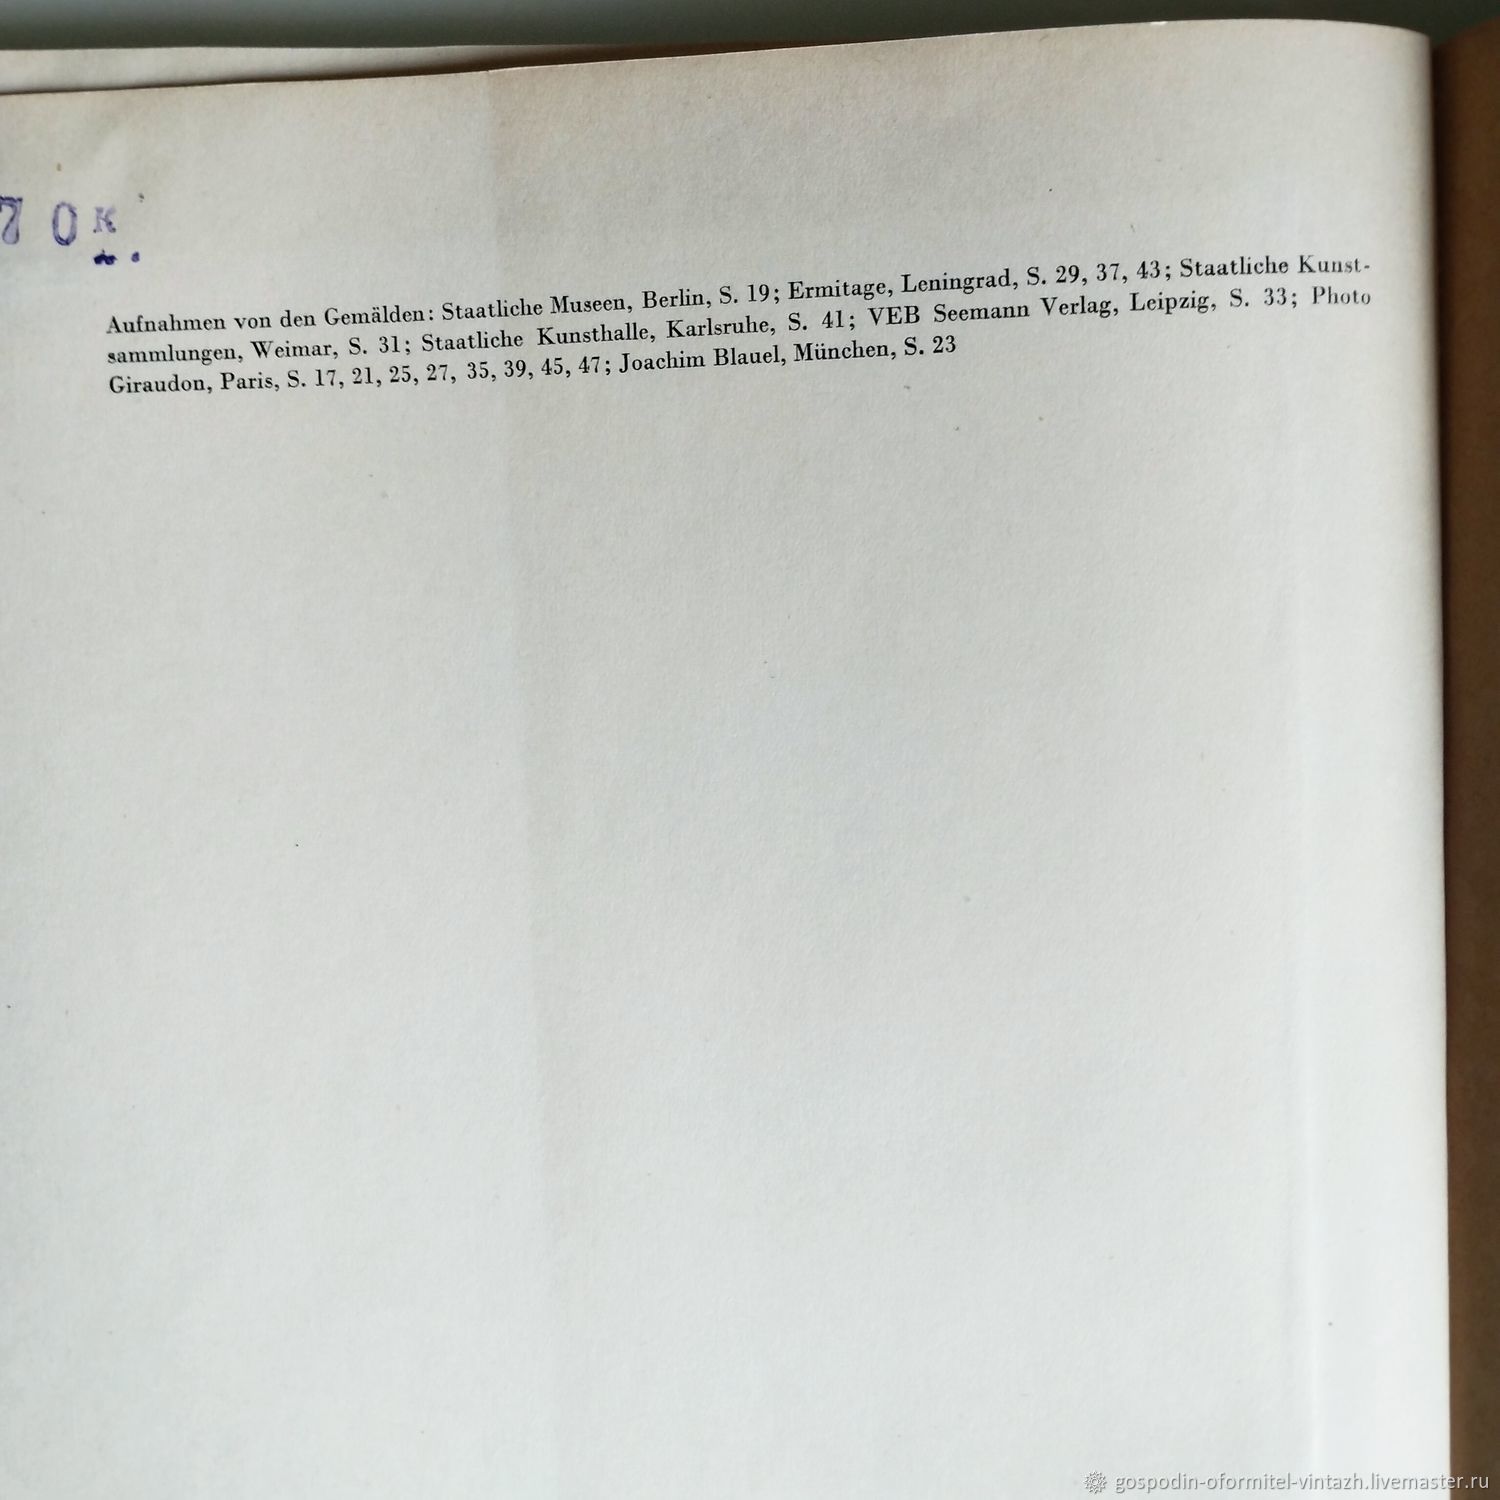 70к.
Aufnahmen von den Gemälden: Staatliche Museen, Berlin, S. 19; Ermitage, Leningrad, S. 29, 37, 43; Staatliche Kunst-
sammlungen, Weimar, S. 31; Staatliche Kunsthalle, Karlsruhe, S. 41; VEB Seemann Verlag, Leipzig, S. 33; Photo
Giraudon, Paris, S. 17, 21, 25, 27, 35, 39, 45, 47; Joachim Blauel, München, S. 23
gospodin-oformitel-vintazh.livemaster.ru